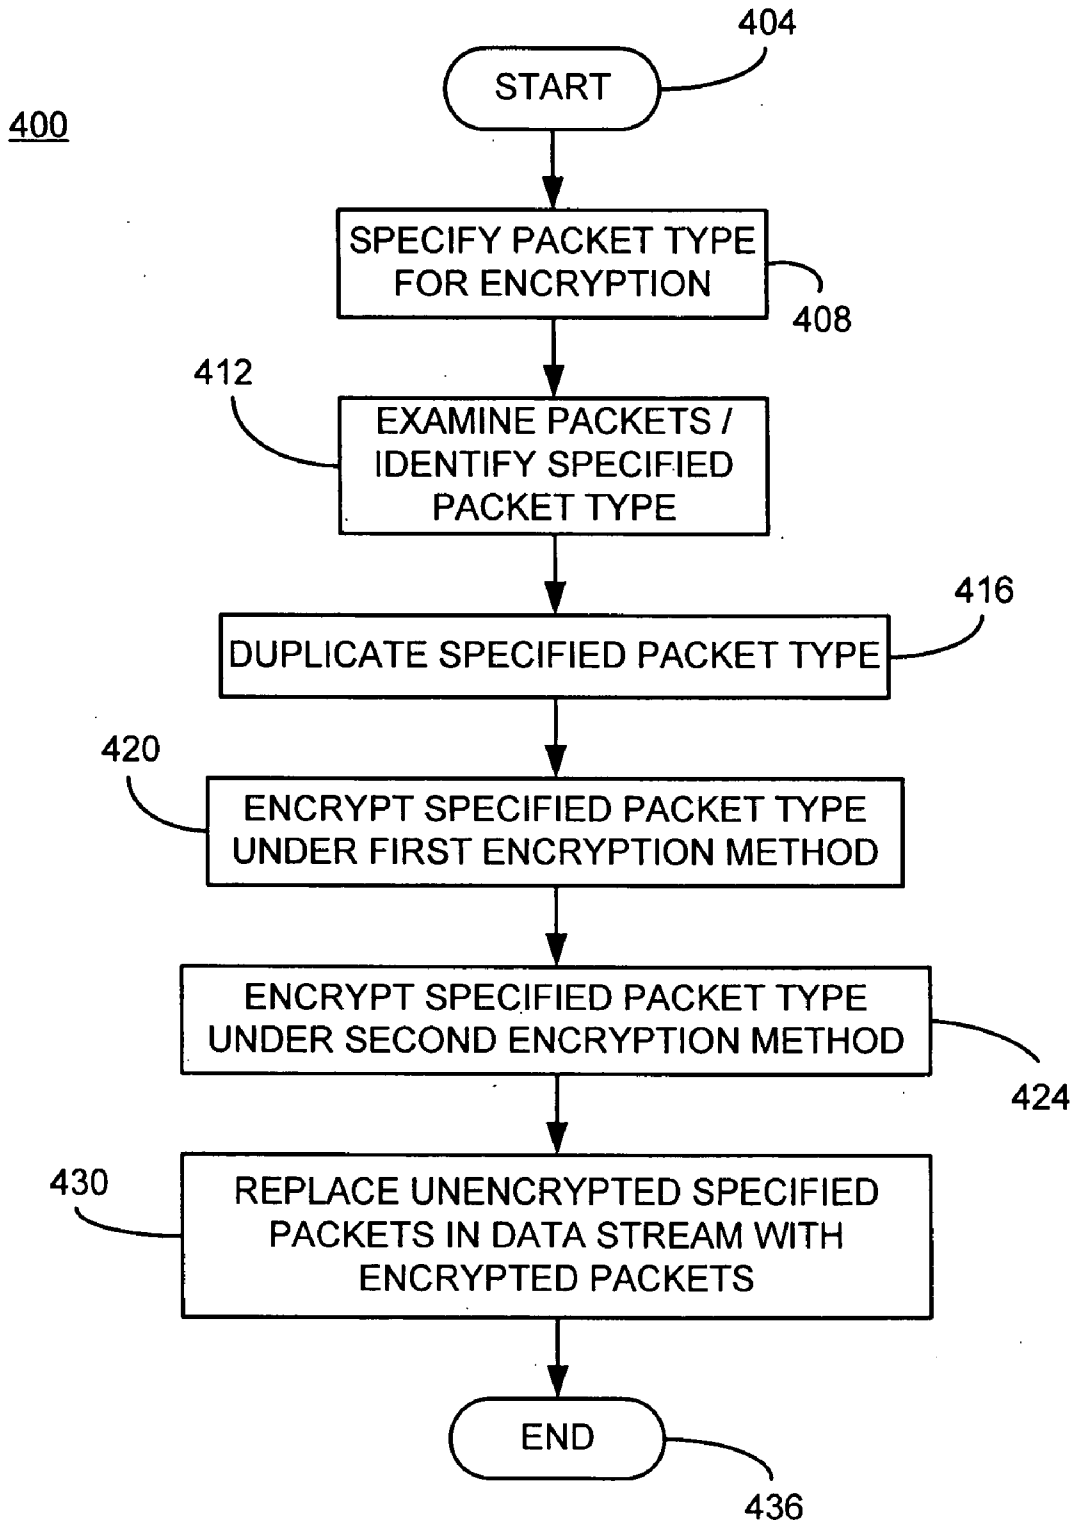 404
START
400
SPECIFY PACKET TYPE
FOR ENCRYPTION
408
412
EXAMINE PACKETS /
IDENTIFY SPECIFIED
PACKET TYPE
416
DUPLICATE SPECIFIED PACKET TYPE
420
ENCRYPT SPECIFIED PACKET TYPE
UNDER FIRST ENCRYPTION METHOD
ENCRYPT SPECIFIED PACKET TYPE
UNDER SECOND ENCRYPTION METHOD
424
430
REPLACE UNENCRYPTED SPECIFIED
PACKETS IN DATA STREAM WITH
ENCRYPTED PACKETS
END
436